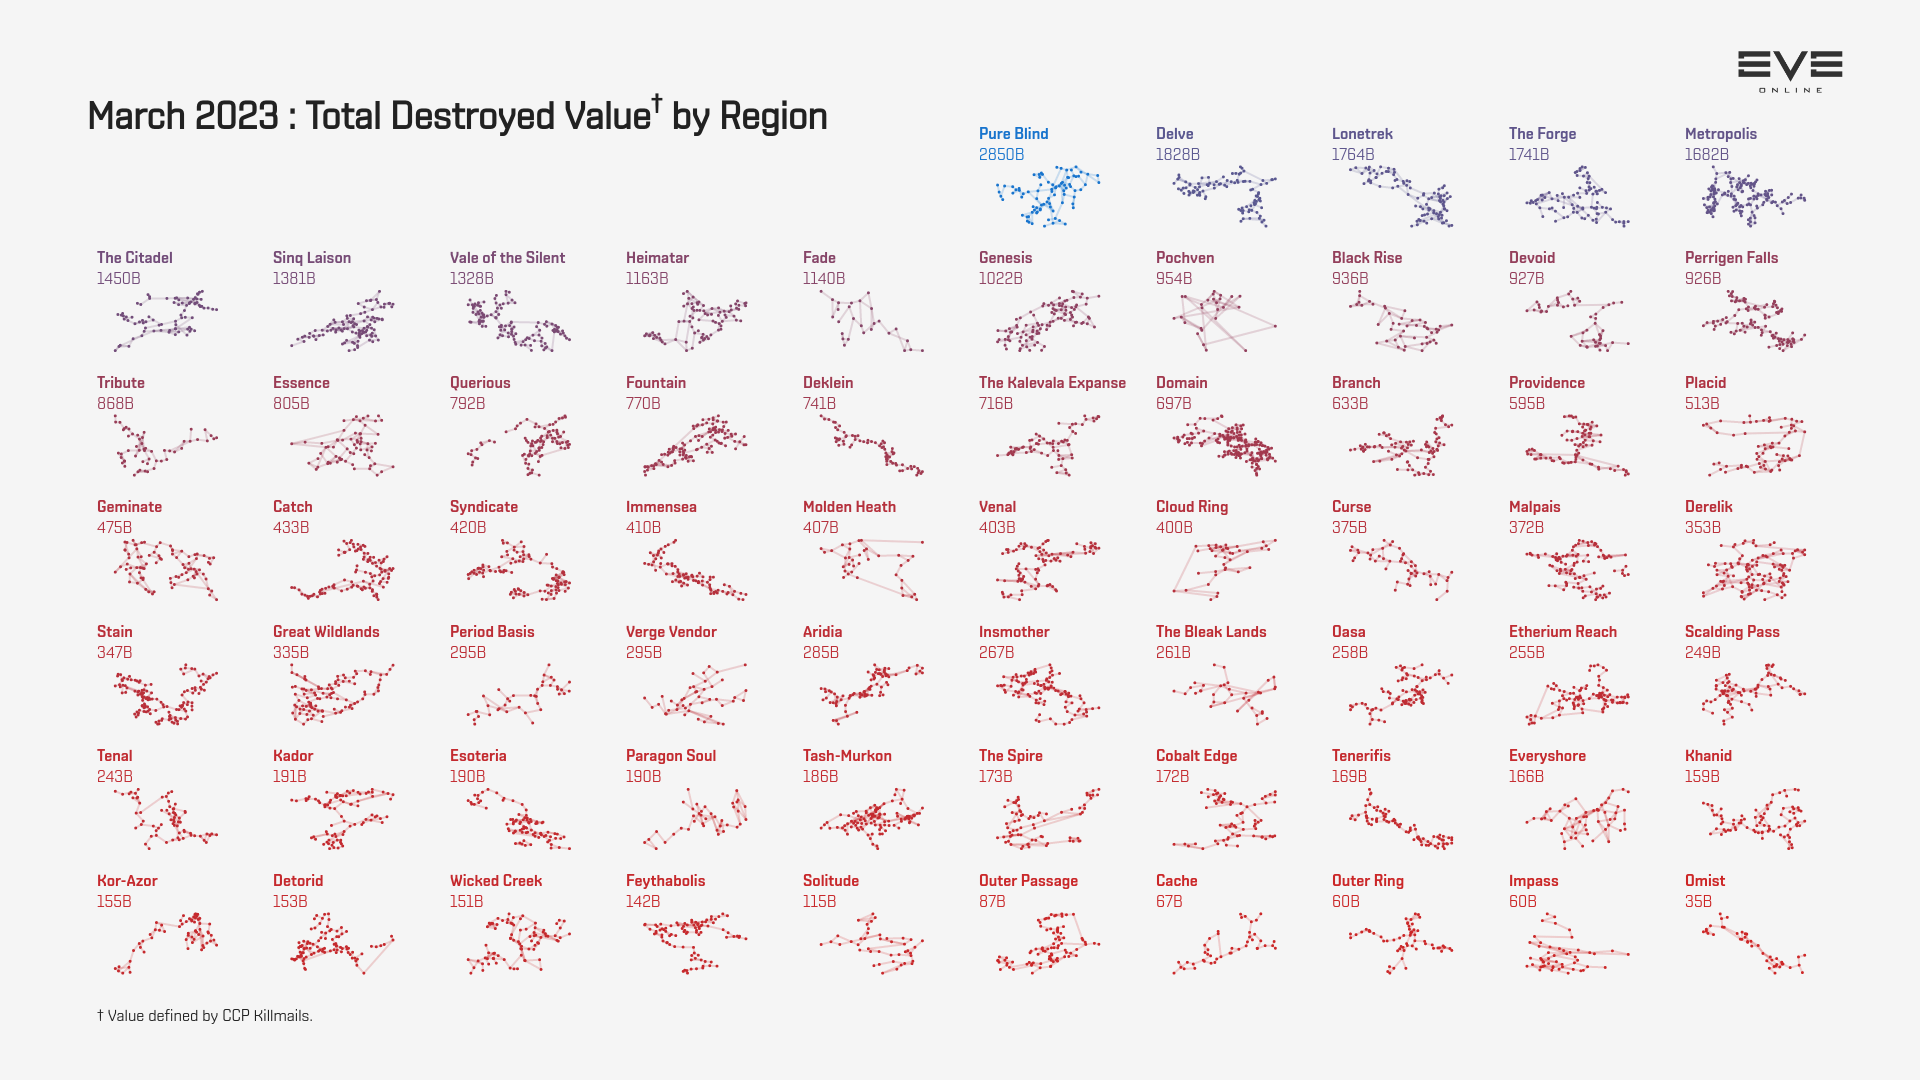 EVE
ONLINE
March 2023 : Total Destroyed Value† by Region
Pure Blind
2850B
Delve
1828B
Lonetrek
1764B
The Forge
1741B
Metropolis
1682B
The Citadel
1450B
Sinq Laison
1381B
Vale of the Silent
1328B
Heimatar
1163B
Fade
1140B
Genesis
1022B
Pochven
954B
Black Rise
936B
Devoid
927B
Perrigen Falls
926B
Tribute
868B
Essence
805B
Querious
792B
Fountain
770B
Deklein
741B
The Kalevala Expanse
716B
Domain
697B
Branch
633B
Providence
595B
Placid
513B
Geminate
475B
Catch
433B
Syndicate
420B
Immensea
410B
Molden Heath
407B
Venal
403B
Cloud Ring
400B
Curse
375B
Malpais
372B
Derelik
353B
Stain
347B
Great Wildlands
335B
Period Basis
295B
Verge Vendor
295B
Aridia
285B
Insmother
267B
The Bleak Lands
261B
Oasa
258B
Etherium Reach
255B
Scalding Pass
249B
Tenal
243B
Kador
191B
Esoteria
190B
Paragon Soul
190B
Tash-Murkon
186B
The Spire
173B
Cobalt Edge
172B
Tenerifis
169B
Everyshore
166B
Khanid
159B
Kor-Azor
155B
Detorid
153B
Wicked Creek
151B
Feythabolis
142B
Solitude
115B
Outer Passage
87B
Cache
67B
Outer Ring
60B
Impass
60B
Omist
35B
† Value defined by CCP Killmails.